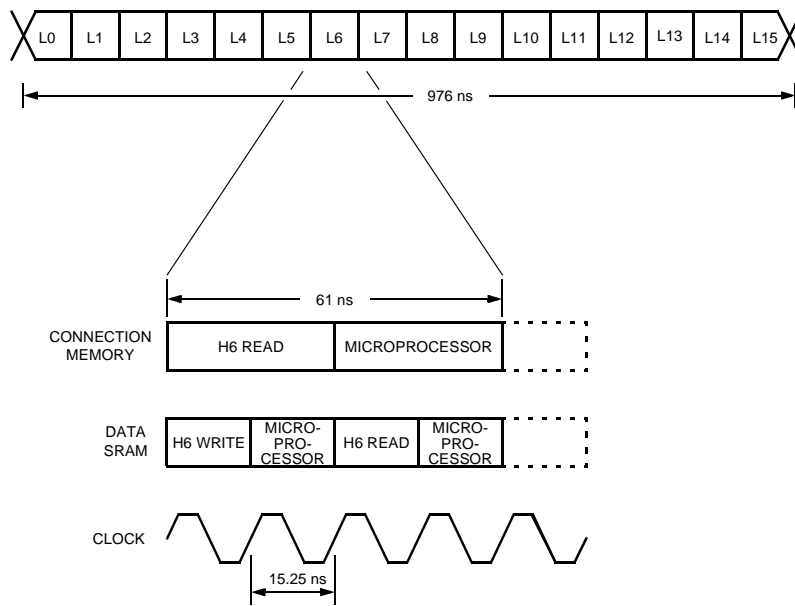 L0 L1 L2 L3 L4 L5 L6 L7 L8 L9 L10 L11 L12 L13 L14 L15
976 ns
61 ns
CONNECTION
MEMORY
H6 READ
MICROPROCESSOR
DATA
SRAM
H6 WRITE
MICRO-
PRO-
CESSOR
H6 READ
MICRO-
PRO-
CESSOR
CLOCK
15.25 ns